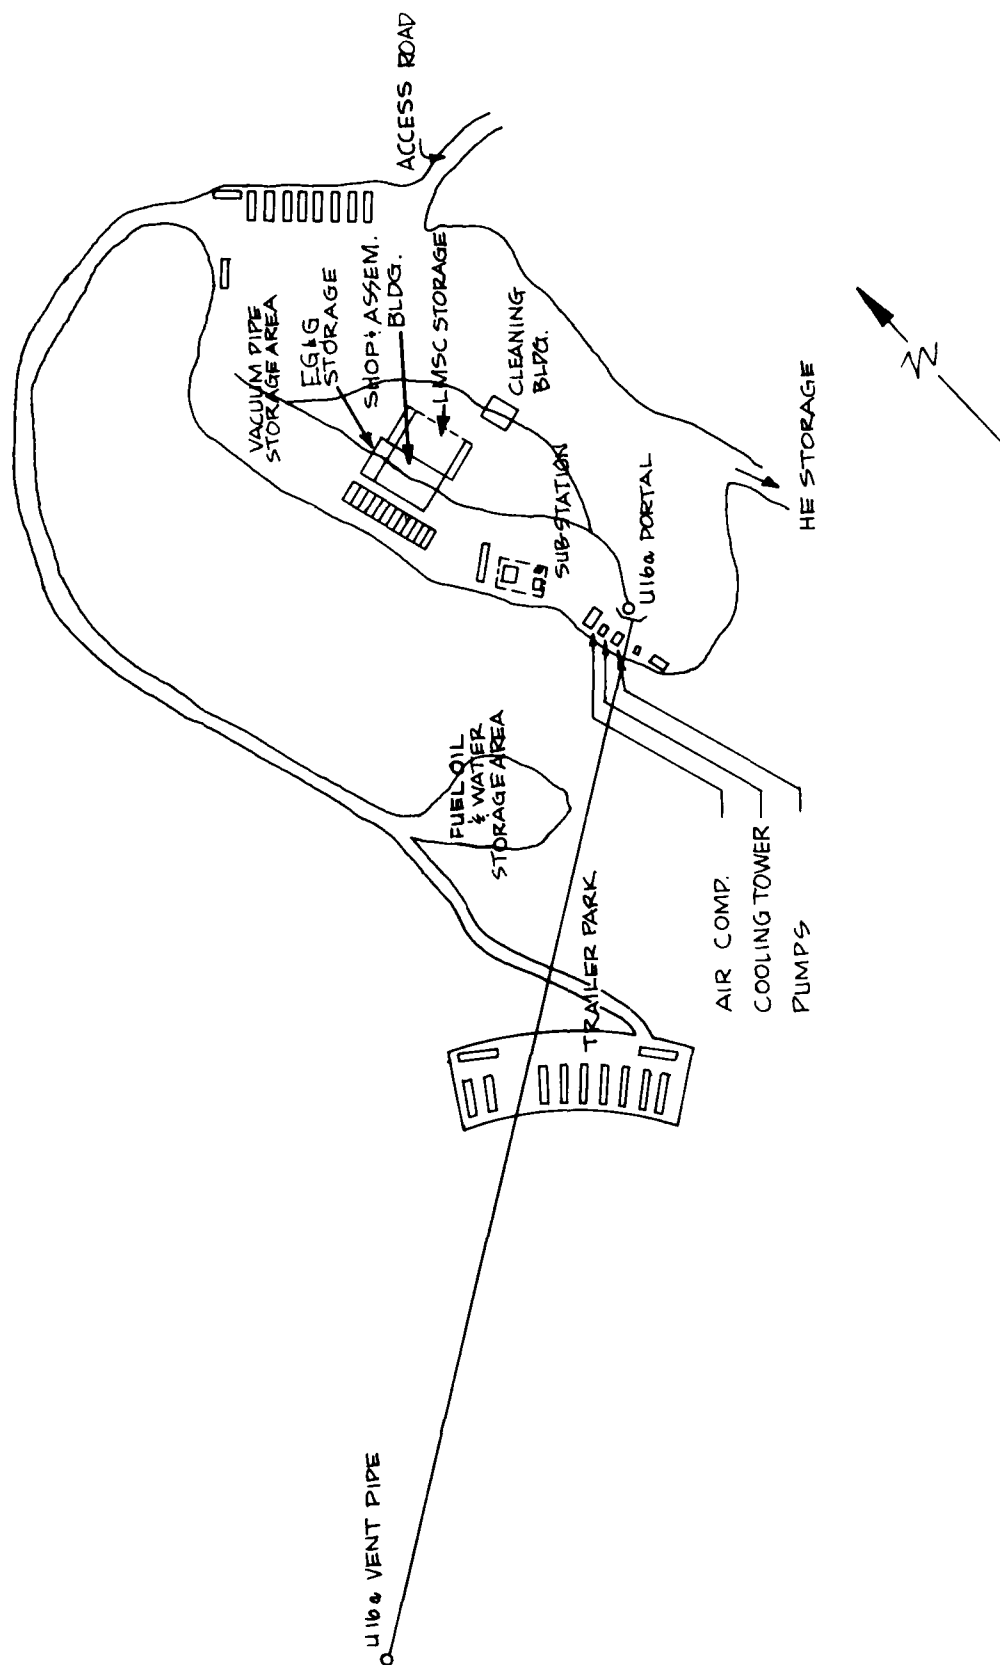 U16a VENT PIPE
TRAILER PARK
FUEL OIL
& WATER
STORAGE AREA
AIR COMP.
COOLING TOWER
PUMPS
U16a PORTAL
SUBSTATION
HE STORAGE
VACUUM PIPE
STORAGE AREA
EG&G
STORAGE
SHOP & ASSEM.
BLDG.
LMSC STORAGE
CLEANING
BLDG.
ACCESS ROAD
N